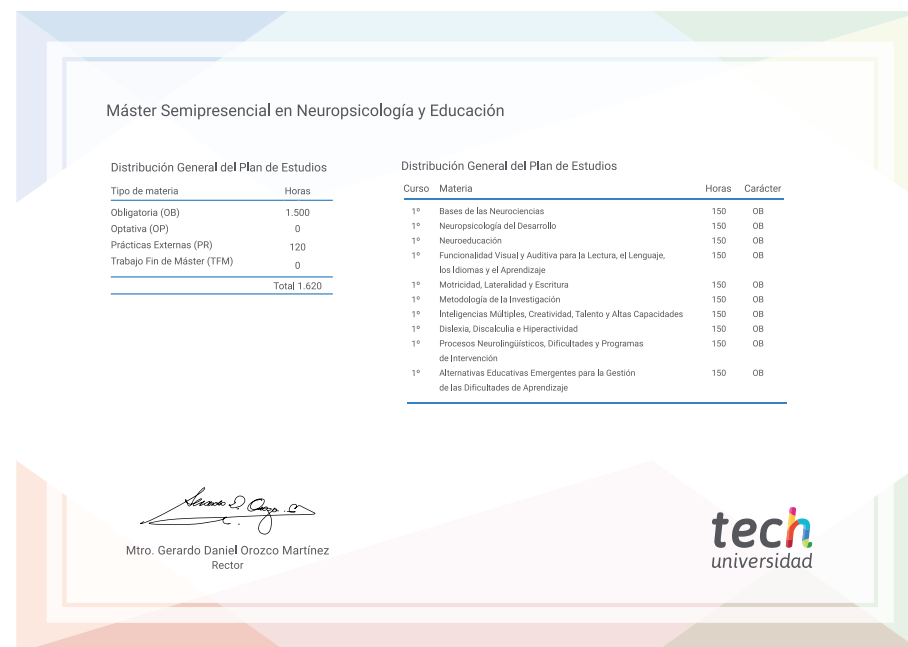 Máster Semipresencial en Neuropsicología y Educación
Distribución General del Plan de Estudios
Tipo de materia Horas
Obligatoria (OB) 1.500
Optativa (OP) 0
Prácticas Externas (PR) 120
Trabajo Fin de Máster (TFM) 0
Total 1.620
Distribución General del Plan de Estudios
Curso Materia Horas Carácter
1º Bases de las Neurociencias 150 OB
1º Neuropsicología del Desarrollo 150 OB
1º Neuroeducación 150 OB
1º Funcionalidad Visual y Auditiva para la Lectura, el Lenguaje, 150 OB
los Idiomas y el Aprendizaje
1º Motricidad, Lateralidad y Escritura 150 OB
1º Metodología de la Investigación 150 OB
1º Inteligencias Múltiples, Creatividad, Talento y Altas Capacidades 150 OB
1º Dislexia, Discalculia e Hiperactividad 150 OB
1º Procesos Neurolingüísticos, Dificultades y Programas 150 OB
de Intervención
1º Alternativas Educativas Emergentes para la Gestión 150 OB
de las Dificultades de Aprendizaje
Mtro. Gerardo Daniel Orozco Martínez
Rector
tech
universidad